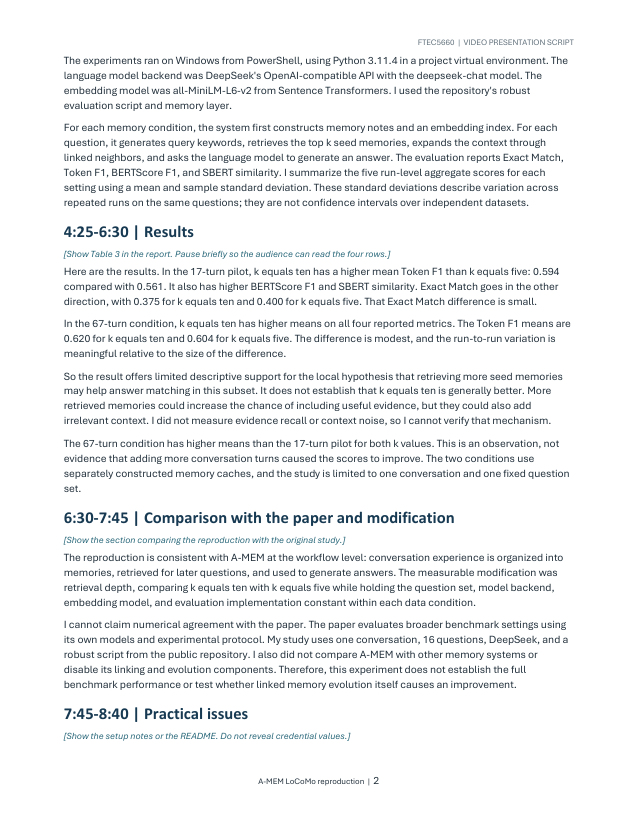 FTEC5660 | VIDEO PRESENTATION SCRIPT
The experiments ran on Windows from PowerShell, using Python 3.11.4 in a project virtual environment. The
language model backend was DeepSeek's OpenAI-compatible API with the deepseek-chat model. The
embedding model was all-MiniLM-L6-v2 from Sentence Transformers. I used the repository's robust
evaluation script and memory layer.
For each memory condition, the system first constructs memory notes and an embedding index. For each
question, it generates query keywords, retrieves the top k seed memories, expands the context through
linked neighbors, and asks the language model to generate an answer. The evaluation reports Exact Match,
Token F1, BERTScore F1, and SBERT similarity. I summarize the five run-level aggregate scores for each
setting using a mean and sample standard deviation. These standard deviations describe variation across
repeated runs on the same questions; they are not confidence intervals over independent datasets.
4:25-6:30 | Results
[Show Table 3 in the report. Pause briefly so the audience can read the four rows.]
Here are the results. In the 17-turn pilot, k equals ten has a higher mean Token F1 than k equals five: 0.594
compared with 0.561. It also has higher BERTScore F1 and SBERT similarity. Exact Match goes in the other
direction, with 0.375 for k equals ten and 0.400 for k equals five. That Exact Match difference is small.
In the 67-turn condition, k equals ten has higher means on all four reported metrics. The Token F1 means are
0.620 for k equals ten and 0.604 for k equals five. The difference is modest, and the run-to-run variation is
meaningful relative to the size of the difference.
So the result offers limited descriptive support for the local hypothesis that retrieving more seed memories
may help answer matching in this subset. It does not establish that k equals ten is generally better. More
retrieved memories could increase the chance of including useful evidence, but they could also add
irrelevant context. I did not measure evidence recall or context noise, so I cannot verify that mechanism.
The 67-turn condition has higher means than the 17-turn pilot for both k values. This is an observation, not
evidence that adding more conversation turns caused the scores to improve. The two conditions use
separately constructed memory caches, and the study is limited to one conversation and one fixed question
set.
6:30-7:45 | Comparison with the paper and modification
[Show the section comparing the reproduction with the original study.]
The reproduction is consistent with A-MEM at the workflow level: conversation experience is organized into
memories, retrieved for later questions, and used to generate answers. The measurable modification was
retrieval depth, comparing k equals ten with k equals five while holding the question set, model backend,
embedding model, and evaluation implementation constant within each data condition.
I cannot claim numerical agreement with the paper. The paper evaluates broader benchmark settings using
its own models and experimental protocol. My study uses one conversation, 16 questions, DeepSeek, and a
robust script from the public repository. I also did not compare A-MEM with other memory systems or
disable its linking and evolution components. Therefore, this experiment does not establish the full
benchmark performance or test whether linked memory evolution itself causes an improvement.
7:45-8:40 | Practical issues
[Show the setup notes or the README. Do not reveal credential values.]
A-MEM LoCoMo reproduction | 2